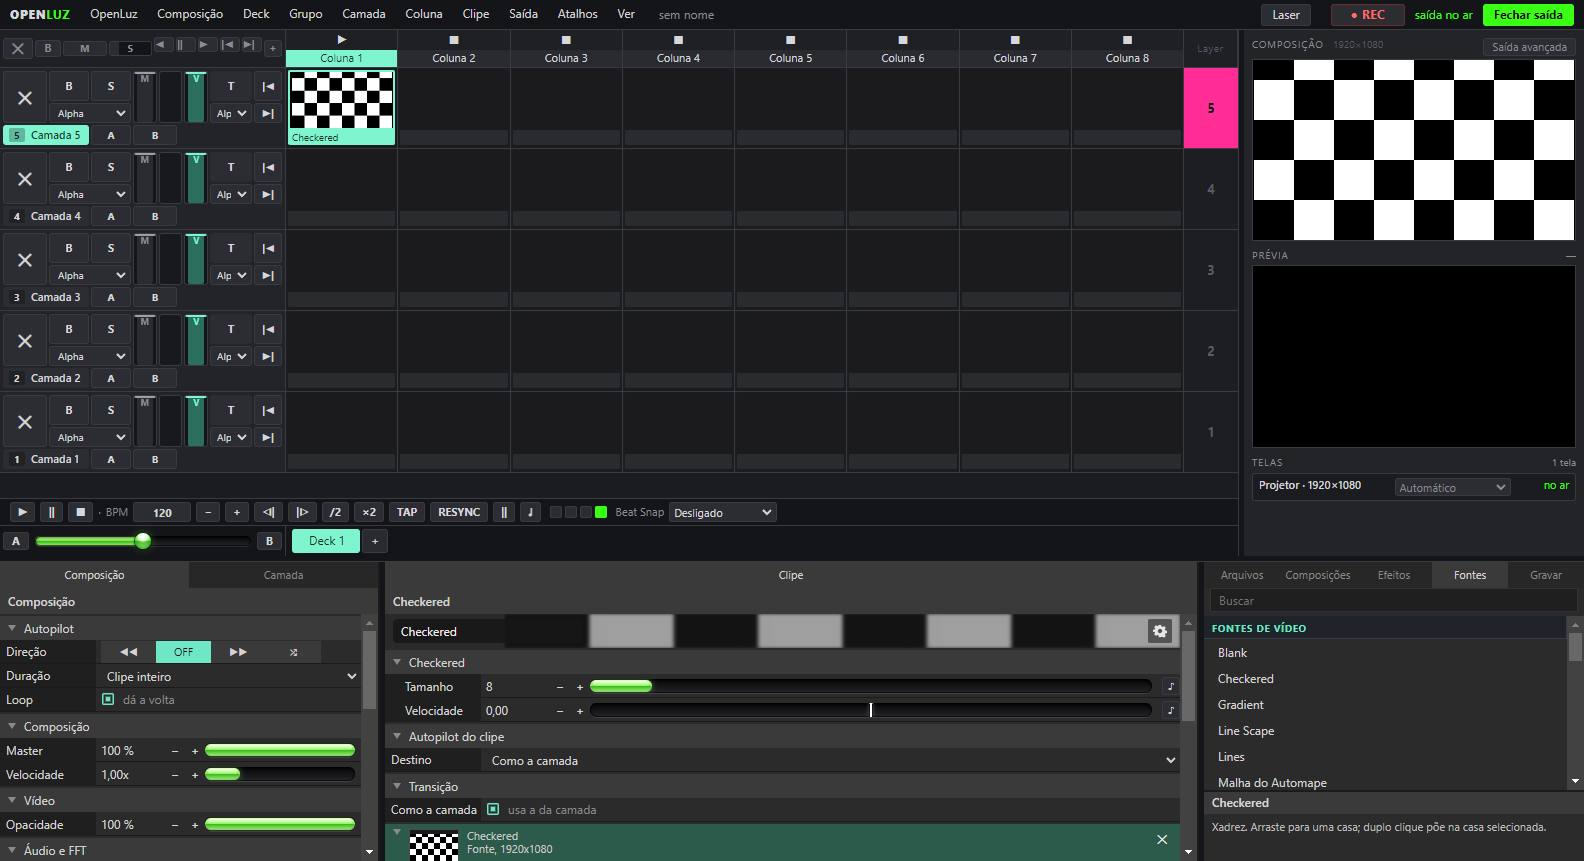 OPENLUZ OpenLuz Composição Deck Grupo Camada Coluna Clipe Saída Atalhos Ver sem nome Laser ● REC saída no ar Fechar saída
B M 5 + Layer COMPOSIÇÃO 1920×1080 Saída avançada
Coluna 1 Coluna 2 Coluna 3 Coluna 4 Coluna 5 Coluna 6 Coluna 7 Coluna 8
B S M V T
Alpha Alp
5 Camada 5 A B Checkered 5
B S M V T
Alpha Alp
4 Camada 4 A B 4
B S M V T
Alpha Alp
3 Camada 3 A B 3
B S M V T
Alpha Alp
2 Camada 2 A B 2
B S M V T
Alpha Alp
1 Camada 1 A B 1
PRÉVIA —
TELAS 1 tela
Projetor · 1920×1080 Automático no ar
· BPM 120 − + /2 ×2 TAP RESYNC Beat Snap Desligado
A B Deck 1 +
Composição Camada
Composição
Autopilot
Direção OFF
Duração Clipe inteiro
Loop dá a volta
Composição
Master 100 % − +
Velocidade 1,00x − +
Vídeo
Opacidade 100 % − +
Áudio e FFT
Clipe
Checkered
Checkered
Checkered
Tamanho 8 − + ♪
Velocidade 0,00 − + ♪
Autopilot do clipe
Destino Como a camada
Transição
Como a camada usa a da camada
Checkered
Fonte, 1920x1080
Arquivos Composições Efeitos Fontes Gravar
Buscar
FONTES DE VÍDEO
Blank
Checkered
Gradient
Line Scape
Lines
Malha do Automape
Checkered
Xadrez. Arraste para uma casa; duplo clique põe na casa selecionada.